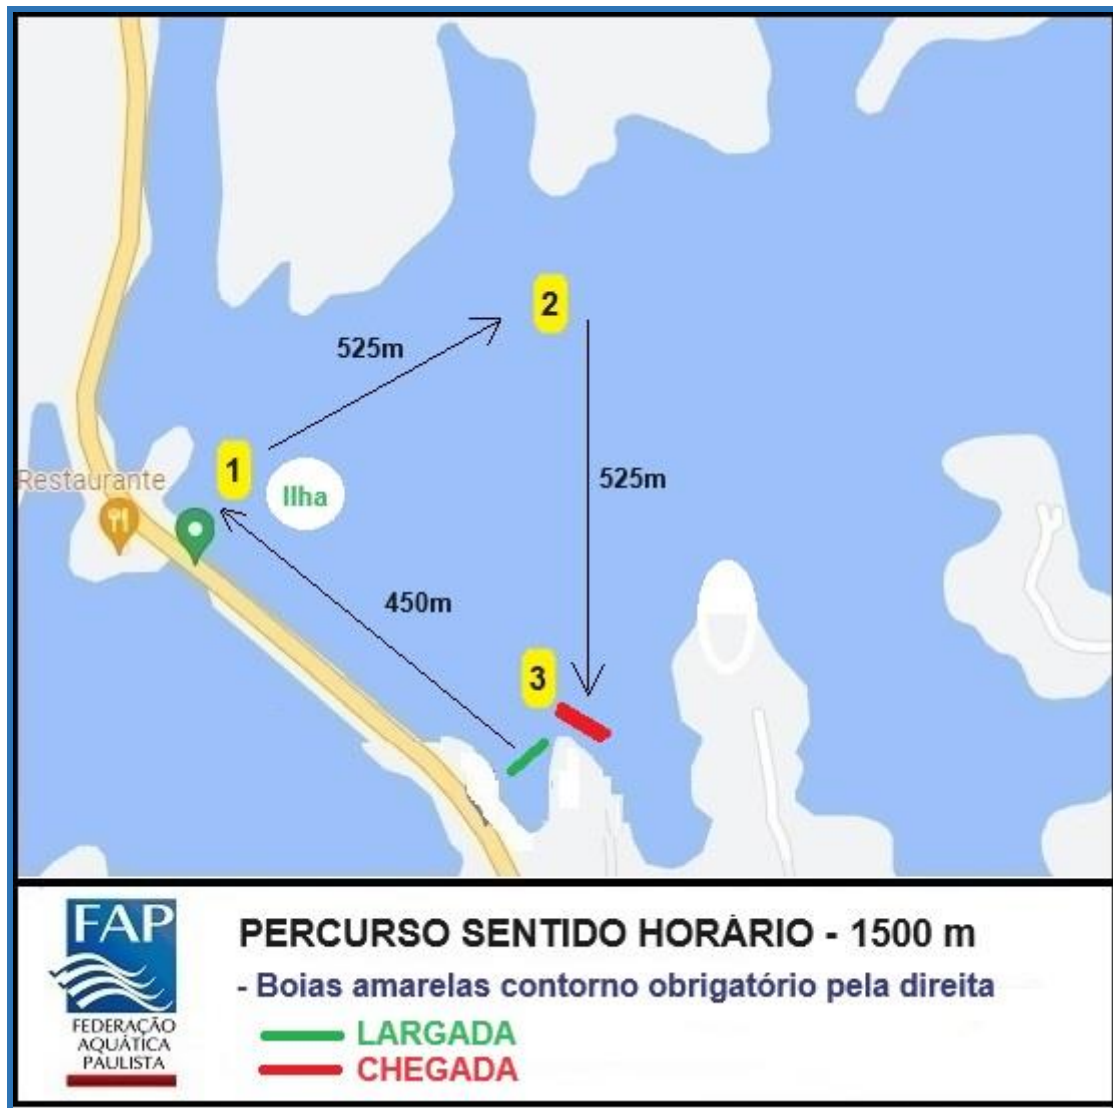 2
525m
525m
1
Restaurante
Ilha
450m
3
FAP
FEDERAÇÃO
AQUÁTICA
PAULISTA
PERCURSO SENTIDO HORÁRIO - 1500 m
- Boias amarelas contorno obrigatório pela direita
LARGADA
CHEGADA